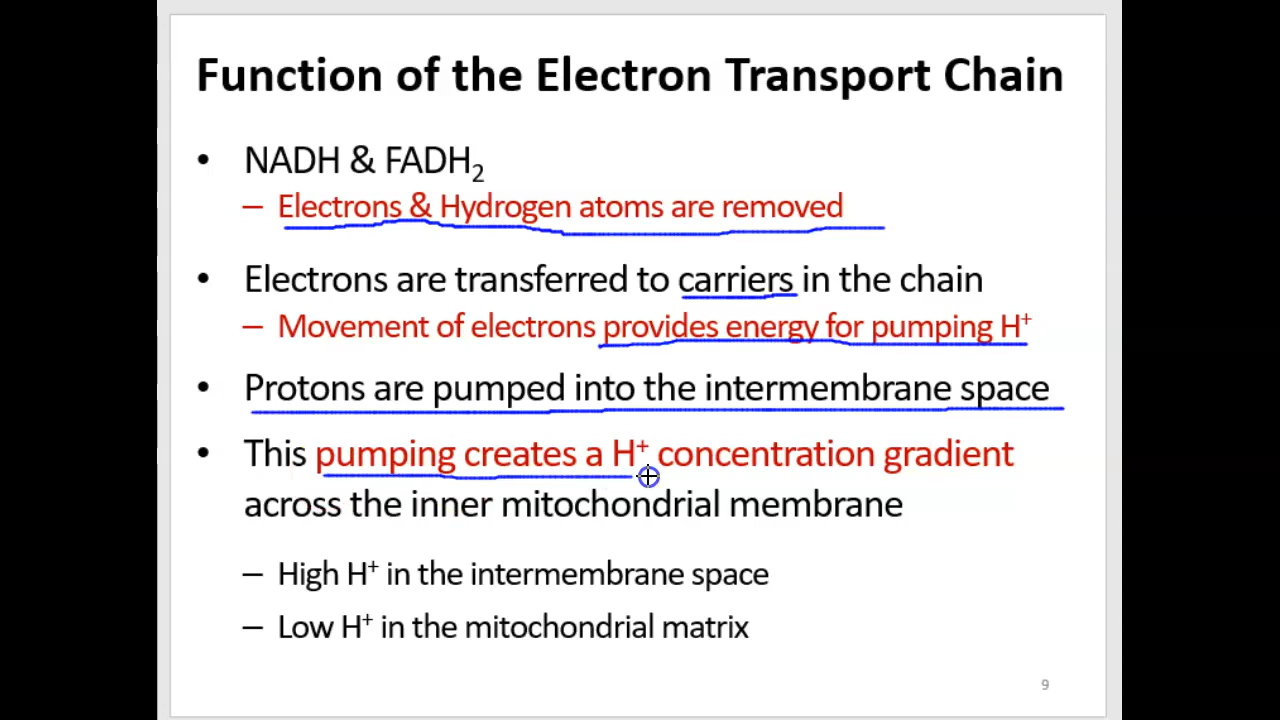 Function of the Electron Transport Chain
• NADH & FADH₂
– Electrons & Hydrogen atoms are removed
• Electrons are transferred to carriers in the chain
– Movement of electrons provides energy for pumping H⁺
• Protons are pumped into the intermembrane space
• This pumping creates a H⁺ concentration gradient
across the inner mitochondrial membrane
– High H⁺ in the intermembrane space
– Low H⁺ in the mitochondrial matrix
9